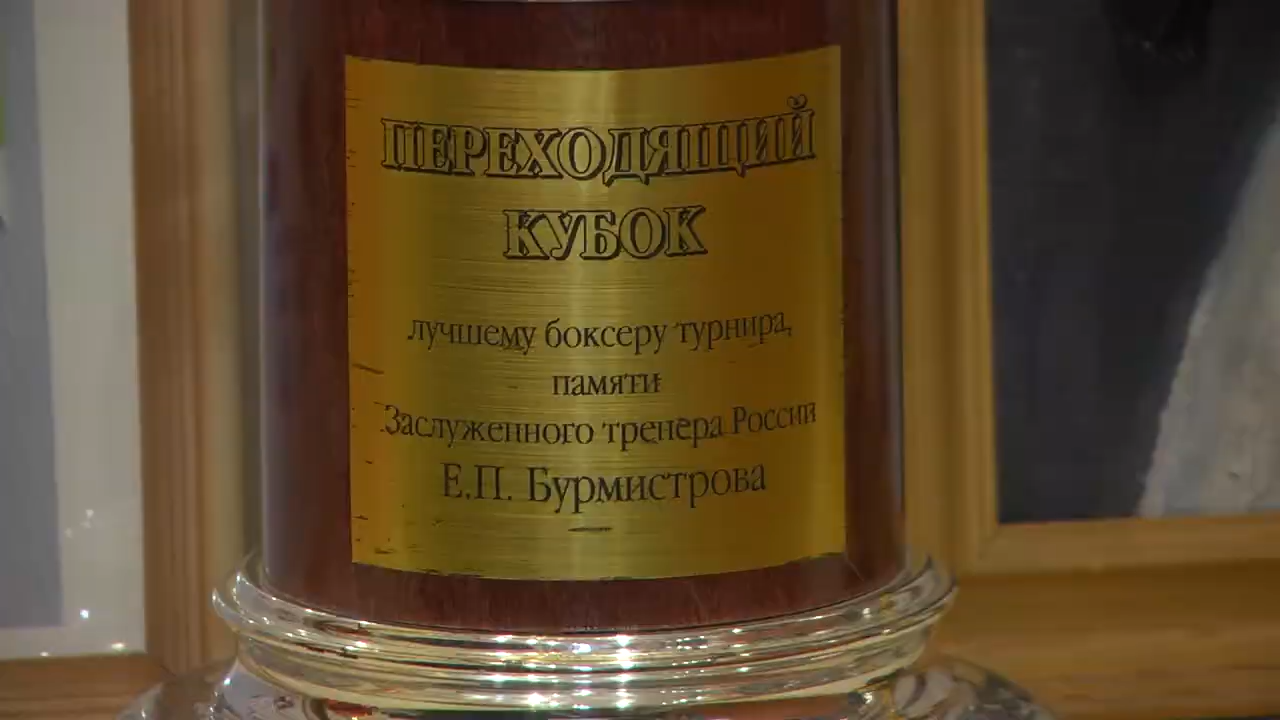 ПЕРЕХОДЯЩИЙ
КУБОК
лучшему боксеру турнира,
памяти
Заслуженного тренера России
Е.П. Бурмистрова